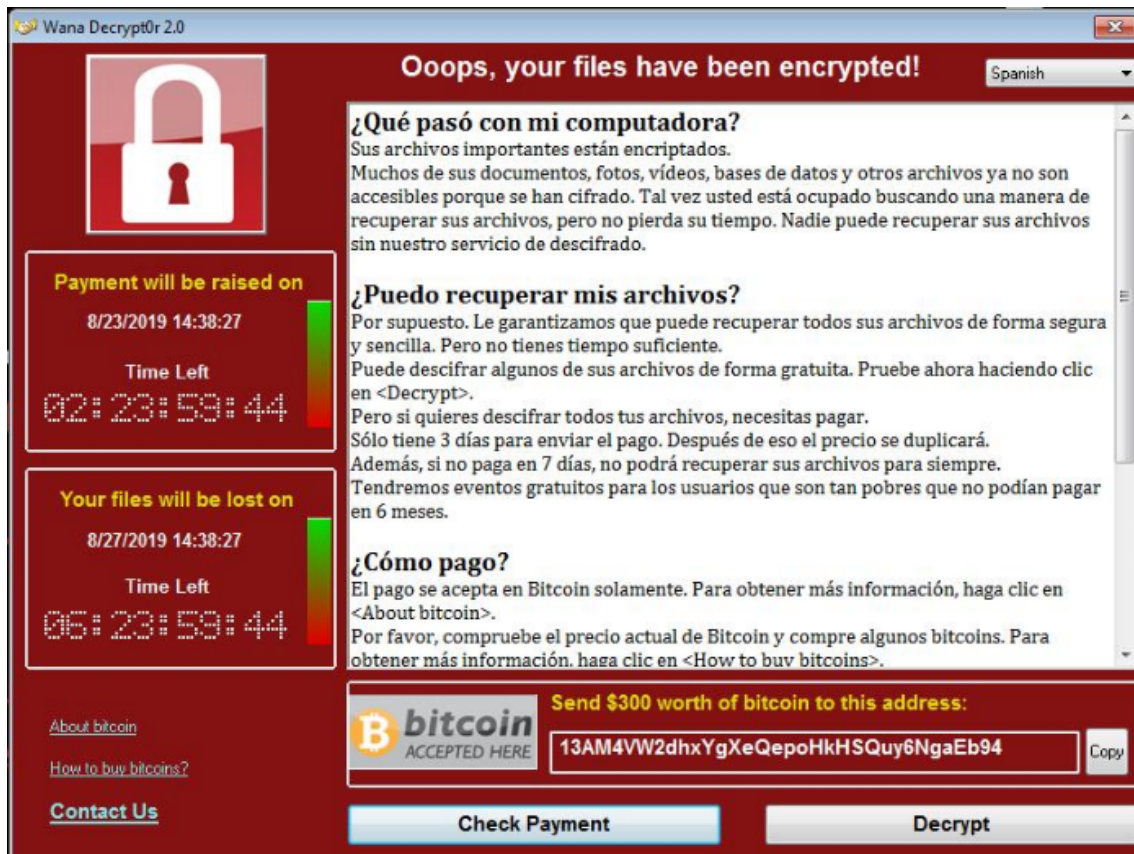 Wana Decrypt0r 2.0
Ooops, your files have been encrypted!
Spanish
¿Qué pasó con mi computadora?
Sus archivos importantes están encriptados.
Muchos de sus documentos, fotos, vídeos, bases de datos y otros archivos ya no son
accesibles porque se han cifrado. Tal vez usted está ocupado buscando una manera de
recuperar sus archivos, pero no pierda su tiempo. Nadie puede recuperar sus archivos
sin nuestro servicio de descifrado.
¿Puedo recuperar mis archivos?
Por supuesto. Le garantizamos que puede recuperar todos sus archivos de forma segura
y sencilla. Pero no tienes tiempo suficiente.
Puede descifrar algunos de sus archivos de forma gratuita. Pruebe ahora haciendo clic
en <Decrypt>.
Pero si quieres descifrar todos tus archivos, necesitas pagar.
Sólo tiene 3 días para enviar el pago. Después de eso el precio se duplicará.
Además, si no paga en 7 días, no podrá recuperar sus archivos para siempre.
Tendremos eventos gratuitos para los usuarios que son tan pobres que no podían pagar
en 6 meses.
¿Cómo pago?
El pago se acepta en Bitcoin solamente. Para obtener más información, haga clic en
<About bitcoin>.
Por favor, compruebe el precio actual de Bitcoin y compre algunos bitcoins. Para
obtener más información, haga clic en <How to buy bitcoins>.
Payment will be raised on
8/23/2019 14:38:27
Time Left
02:23:59:44
Your files will be lost on
8/27/2019 14:38:27
Time Left
06:23:59:44
About bitcoin
How to buy bitcoins?
Contact Us
bitcoin
ACCEPTED HERE
Send $300 worth of bitcoin to this address:
13AM4VW2dhxYgXeQepoHkHSQuy6NgaEb94
Copy
Check Payment
Decrypt